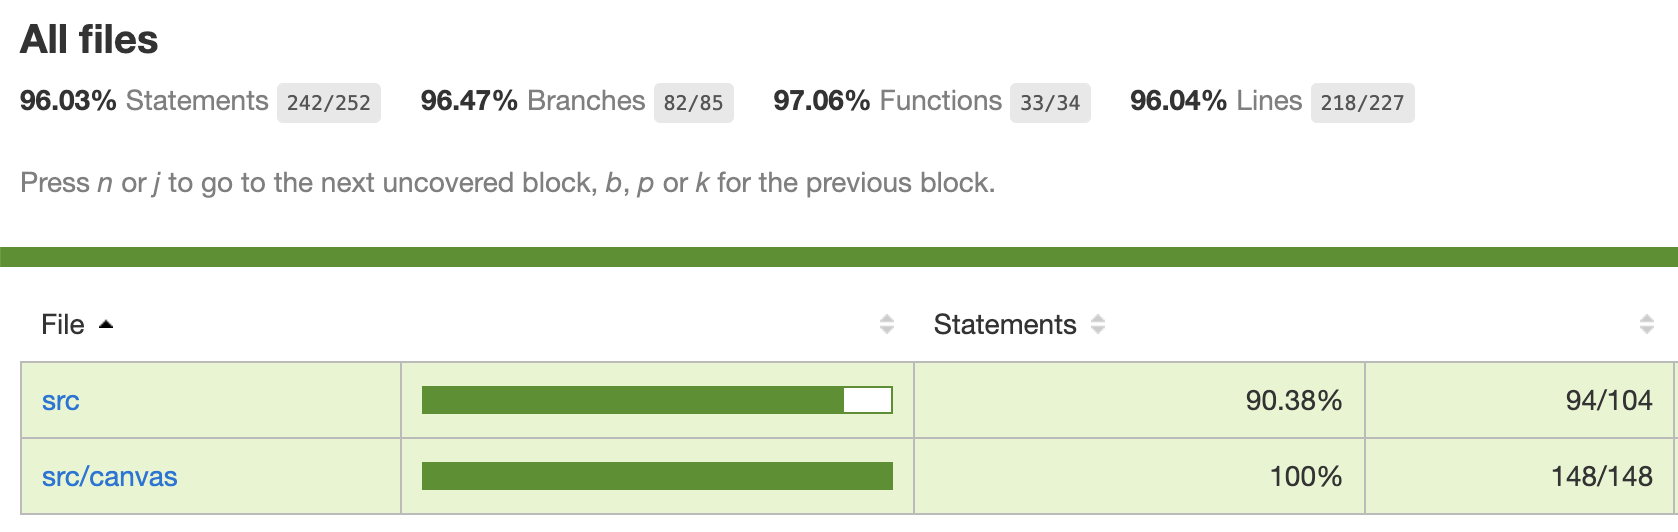 All files
96.03% Statements 242/252 96.47% Branches 82/85 97.06% Functions 33/34 96.04% Lines 218/227
Press n or j to go to the next uncovered block, b, p or k for the previous block.
File Statements
src 90.38% 94/104
src/canvas 100% 148/148